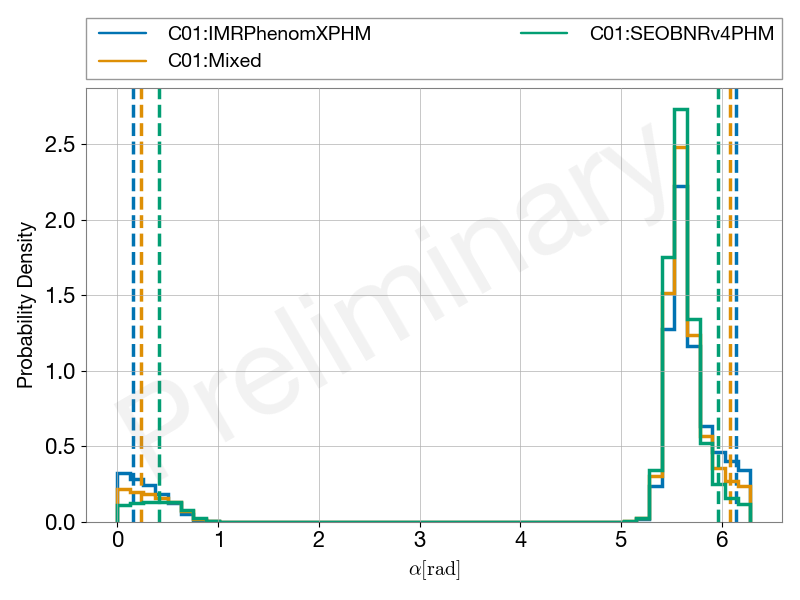 C01:IMRPhenomXPHM
C01:Mixed
C01:SEOBNRv4PHM
Preliminary
Probability Density
2.5
2.0
1.5
1.0
0.5
0.0
0 1 2 3 4 5 6
α[rad]